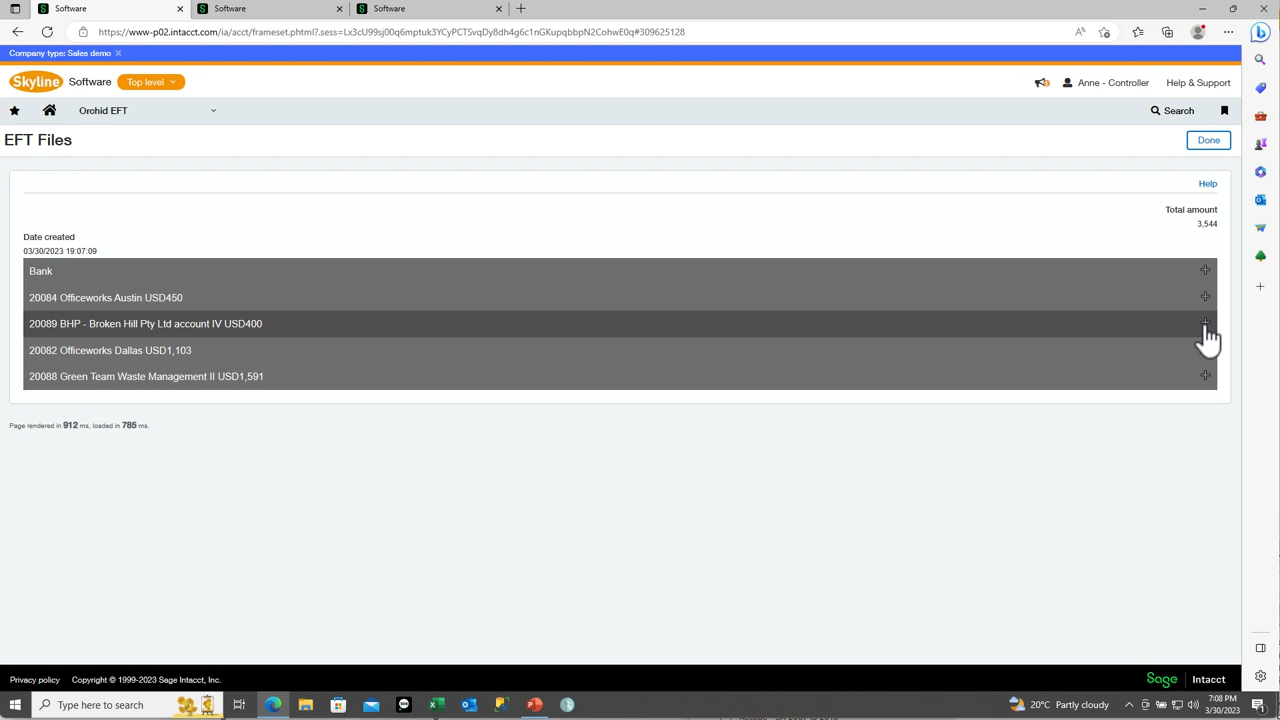 Software
Software
Software
https://www-p02.intacct.com/ia/acct/frameset.phtml?.sess=Lx3cU99sj00q6mptuk3YCyPCTSvqDy8dh4g6c1nGKupqbbpN2CohwE0q#309625128
Company type: Sales demo
Skyline Software Top level
Anne - Controller
Help & Support
Orchid EFT
Search
EFT Files
Done
Help
Total amount
3,544
Date created
03/30/2023 19:07:09
Bank
20084 Officeworks Austin USD450
20089 BHP - Broken Hill Pty Ltd account IV USD400
20082 Officeworks Dallas USD1,103
20088 Green Team Waste Management II USD1,591
Page rendered in 912 ms, loaded in 785 ms.
Privacy policy Copyright © 1999-2023 Sage Intacct, Inc.
Sage Intacct
Type here to search
20°C Partly cloudy
7:08 PM
3/30/2023